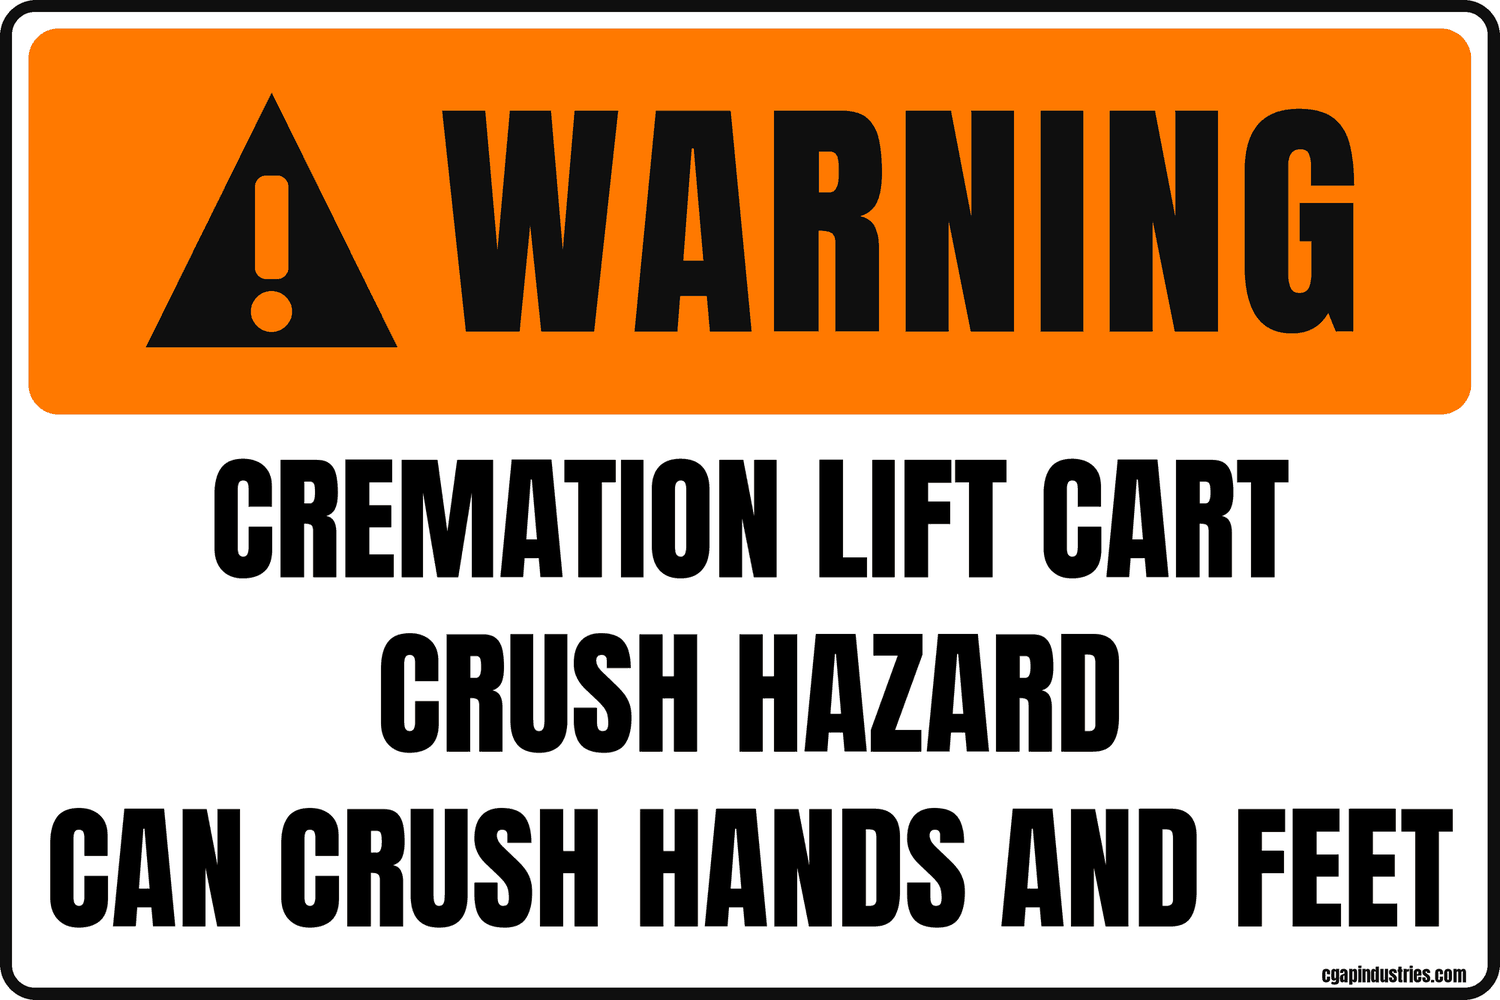 WARNING
CREMATION LIFT CART
CRUSH HAZARD
CAN CRUSH HANDS AND FEET
cgapindustries.com